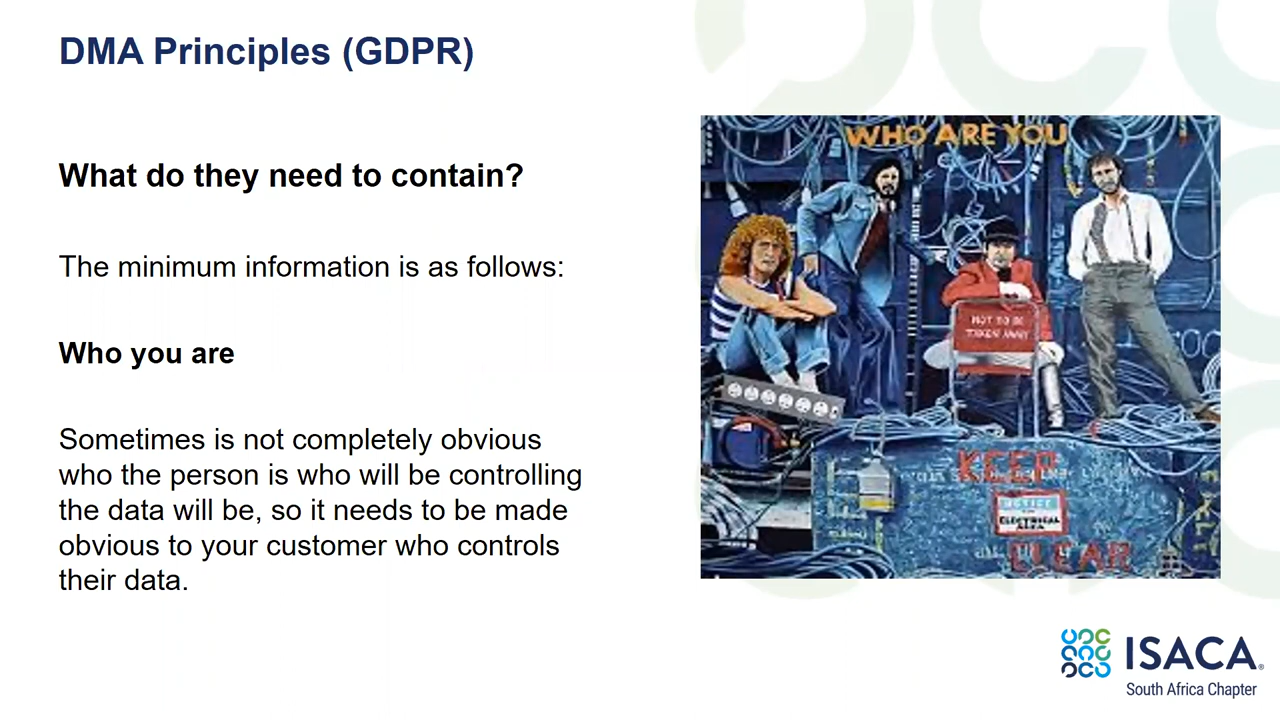 DMA Principles (GDPR)
What do they need to contain?
The minimum information is as follows:
Who you are
Sometimes is not completely obvious
who the person is who will be controlling
the data will be, so it needs to be made
obvious to your customer who controls
their data.
WHO ARE YOU
NOT TO BE
TAKEN AWAY
KEEP
NOTICE
ELECTRICAL
AREA
CLEAR
ISACA®
South Africa Chapter